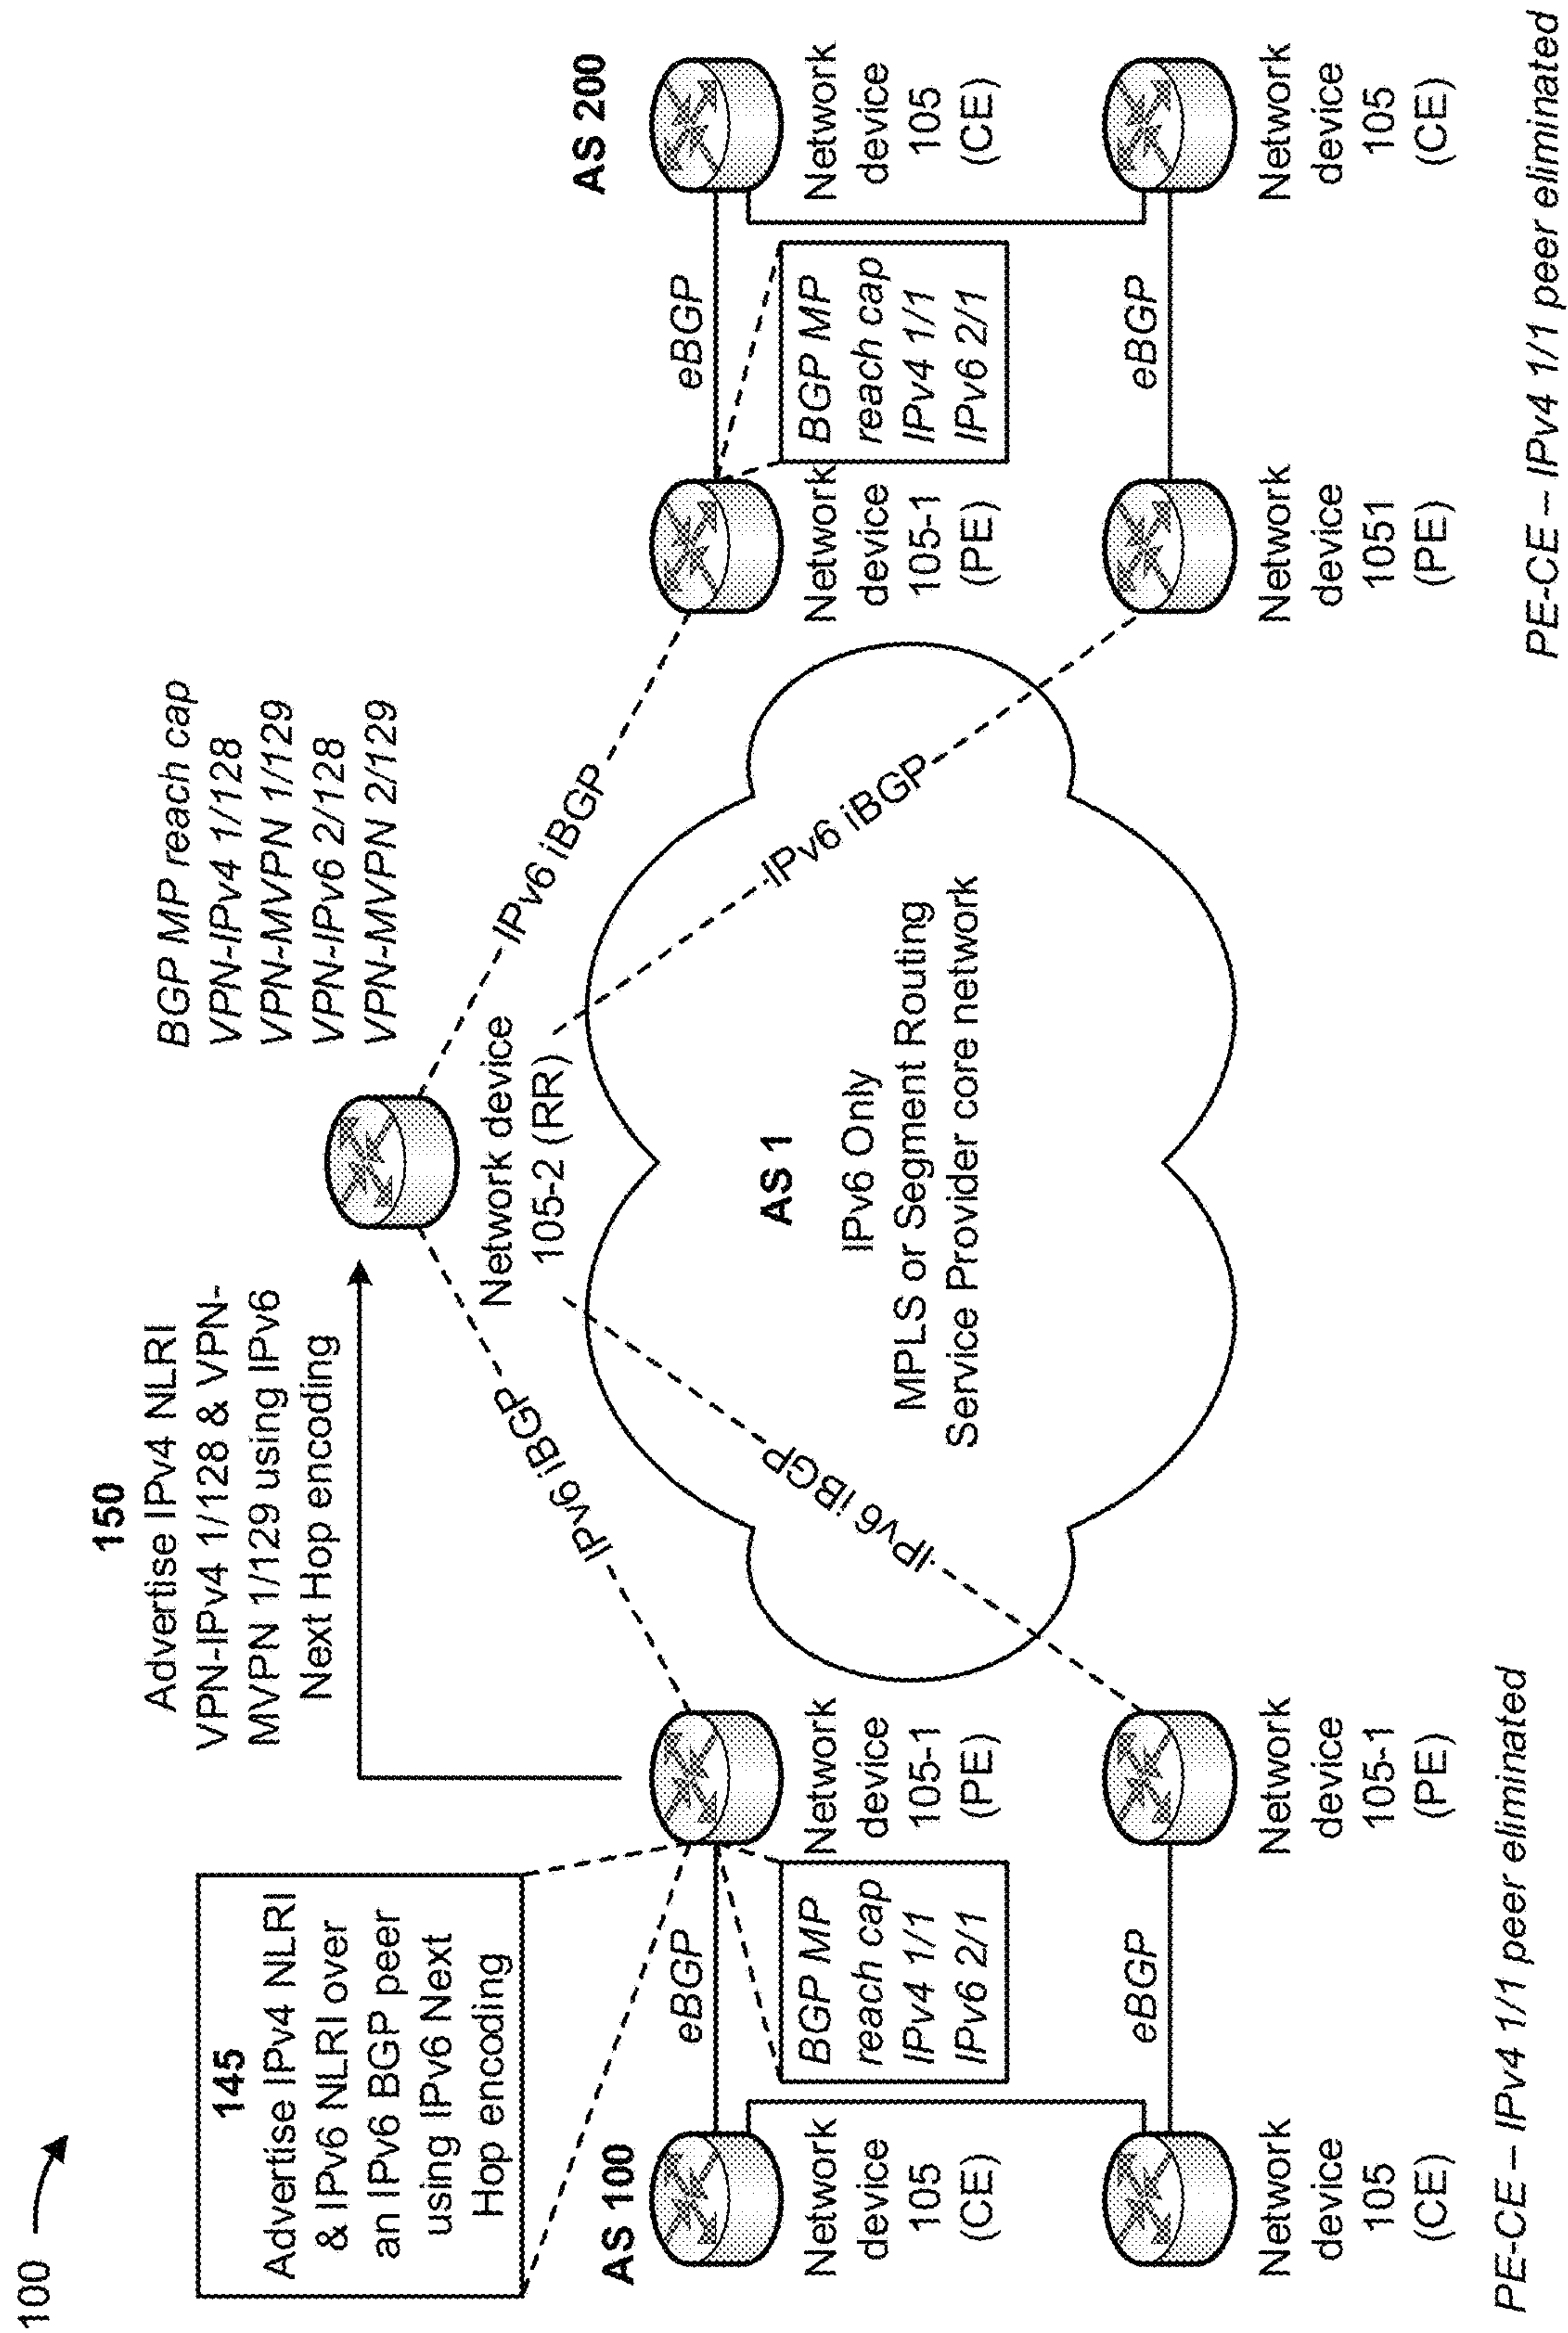 100
145
Advertise IPv4 NLRI
& IPv6 NLRI over
an IPv6 BGP peer
using IPv6 Next
Hop encoding
150
Advertise IPv4 NLRI
VPN-IPv4 1/128 & VPN-
MVPN 1/129 using IPv6
Next Hop encoding
BGP MP reach cap
VPN-IPv4 1/128
VPN-MVPN 1/129
VPN-IPv6 2/128
VPN-MVPN 2/129
Network device
105-2 (RR)
IPv6 iBGP
IPv6 iBGP
IPv6 iBGP
IPv6 iBGP
AS 1
IPv6 Only
MPLS or Segment Routing
Service Provider core network
AS 100
eBGP
Network
device
105
(CE)
BGP MP
reach cap
IPv4 1/1
IPv6 2/1
Network
device
105-1
(PE)
eBGP
Network
device
105
(CE)
Network
device
105-1
(PE)
PE-CE – IPv4 1/1 peer eliminated
AS 200
eBGP
Network
device
105-1
(PE)
BGP MP
reach cap
IPv4 1/1
IPv6 2/1
Network
device
105
(CE)
eBGP
Network
device
1051
(PE)
Network
device
105
(CE)
PE-CE – IPv4 1/1 peer eliminated